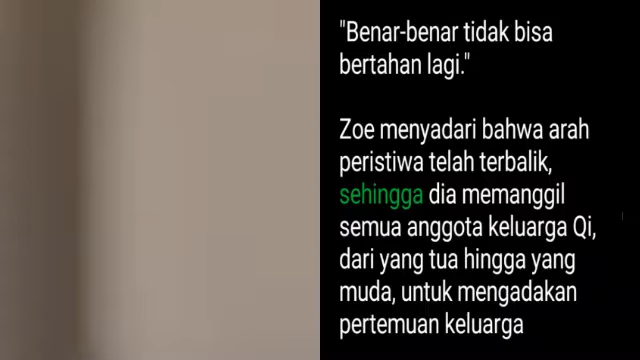 "Benar-benar tidak bisa
bertahan lagi."
Zoe menyadari bahwa arah
peristiwa telah terbalik,
sehingga dia memanggil
semua anggota keluarga Qi,
dari yang tua hingga yang
muda, untuk mengadakan
pertemuan keluarga